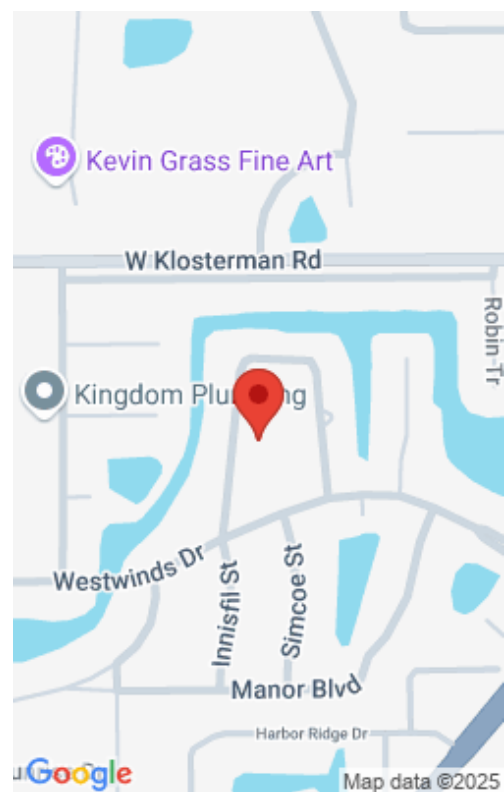 Kevin Grass Fine Art
W Klosterman Rd
Robin Tr
Kingdom Plumbing
Westwinds Dr
Innisfil St
Simcoe St
Manor Blvd
Harbor Ridge Dr
Google
Map data ©2025